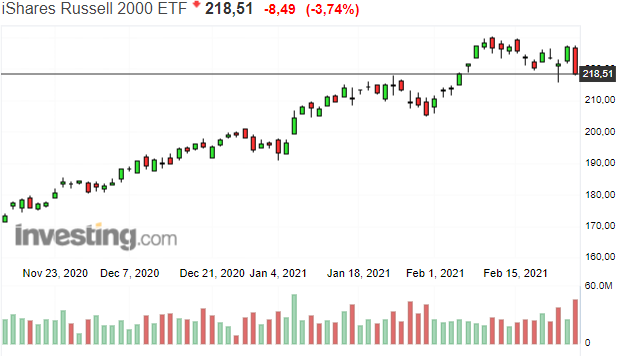 iShares Russell 2000 ETF 218,51 -8,49 (-3,74%)
218,51
210,00
200,00
190,00
180,00
170,00
160,00
Investing.com
Nov 23, 2020 Dec 7, 2020 Dec 21, 2020 Jan 4, 2021 Jan 18, 2021 Feb 1, 2021 Feb 15, 2021
60.0M
0